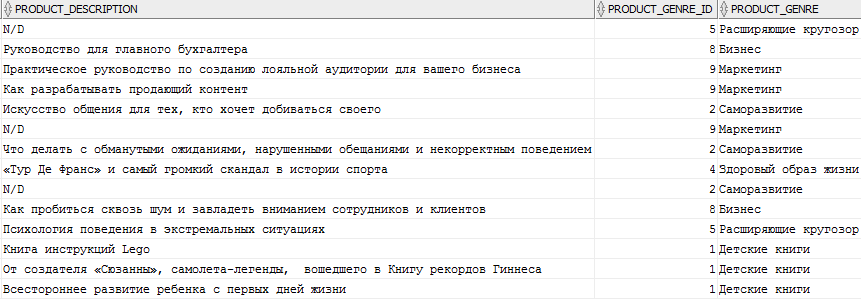 PRODUCT_DESCRIPTION PRODUCT_GENRE_ID PRODUCT_GENRE
N/D 5 Расширяющие кругозор
Руководство для главного бухгалтера 8 Бизнес
Практическое руководство по созданию лояльной аудитории для вашего бизнеса 9 Маркетинг
Как разрабатывать продающий контент 9 Маркетинг
Искусство общения для тех, кто хочет добиваться своего 2 Саморазвитие
N/D 9 Маркетинг
Что делать с обманутыми ожиданиями, нарушенными обещаниями и некорректным поведением 2 Саморазвитие
«Тур Де Франс» и самый громкий скандал в истории спорта 4 Здоровый образ жизни
N/D 2 Саморазвитие
Как пробиться сквозь шум и завладеть вниманием сотрудников и клиентов 8 Бизнес
Психология поведения в экстремальных ситуациях 5 Расширяющие кругозор
Книга инструкций Lego 1 Детские книги
От создателя «Сюзанны», самолета-легенды, вошедшего в Книгу рекордов Гиннеса 1 Детские книги
Всестороннее развитие ребенка с первых дней жизни 1 Детские книги